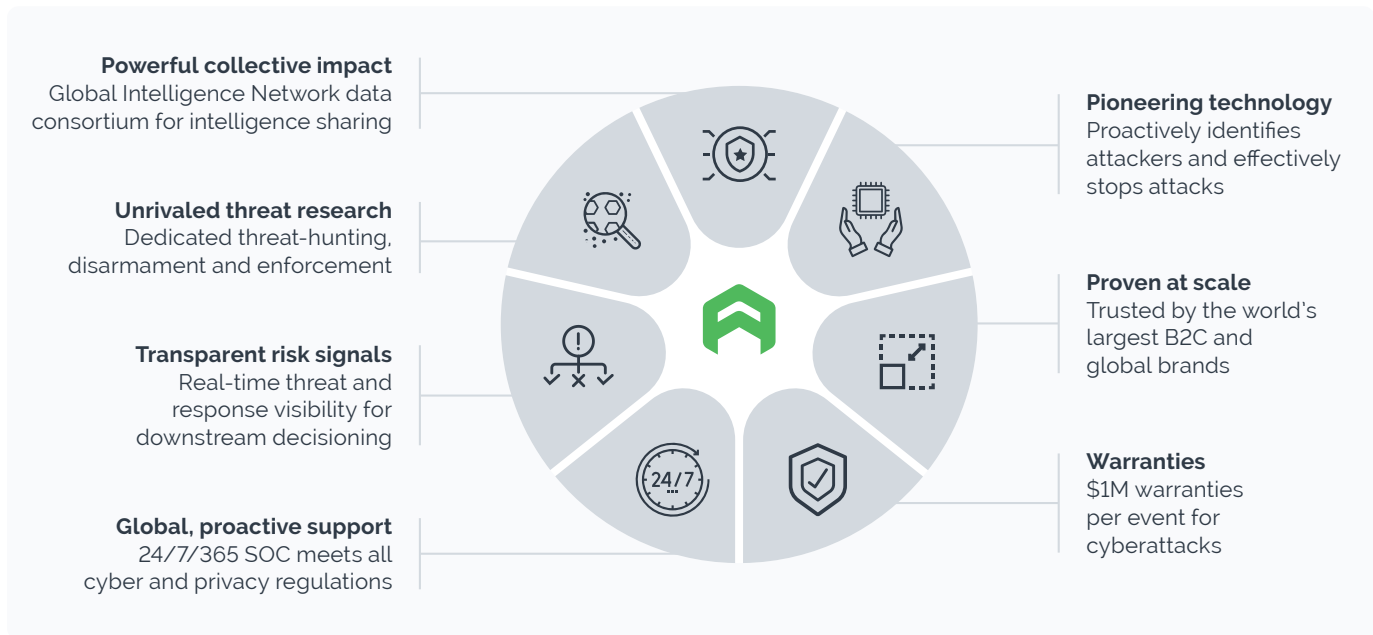 Powerful collective impact
Global Intelligence Network data
consortium for intelligence sharing
Unrivaled threat research
Dedicated threat-hunting,
disarmament and enforcement
Transparent risk signals
Real-time threat and
response visibility for
downstream decisioning
Global, proactive support
24/7/365 SOC meets all
cyber and privacy regulations
24/7
Pioneering technology
Proactively identifies
attackers and effectively
stops attacks
Proven at scale
Trusted by the world's
largest B2C and
global brands
Warranties
$1M warranties
per event for
cyberattacks